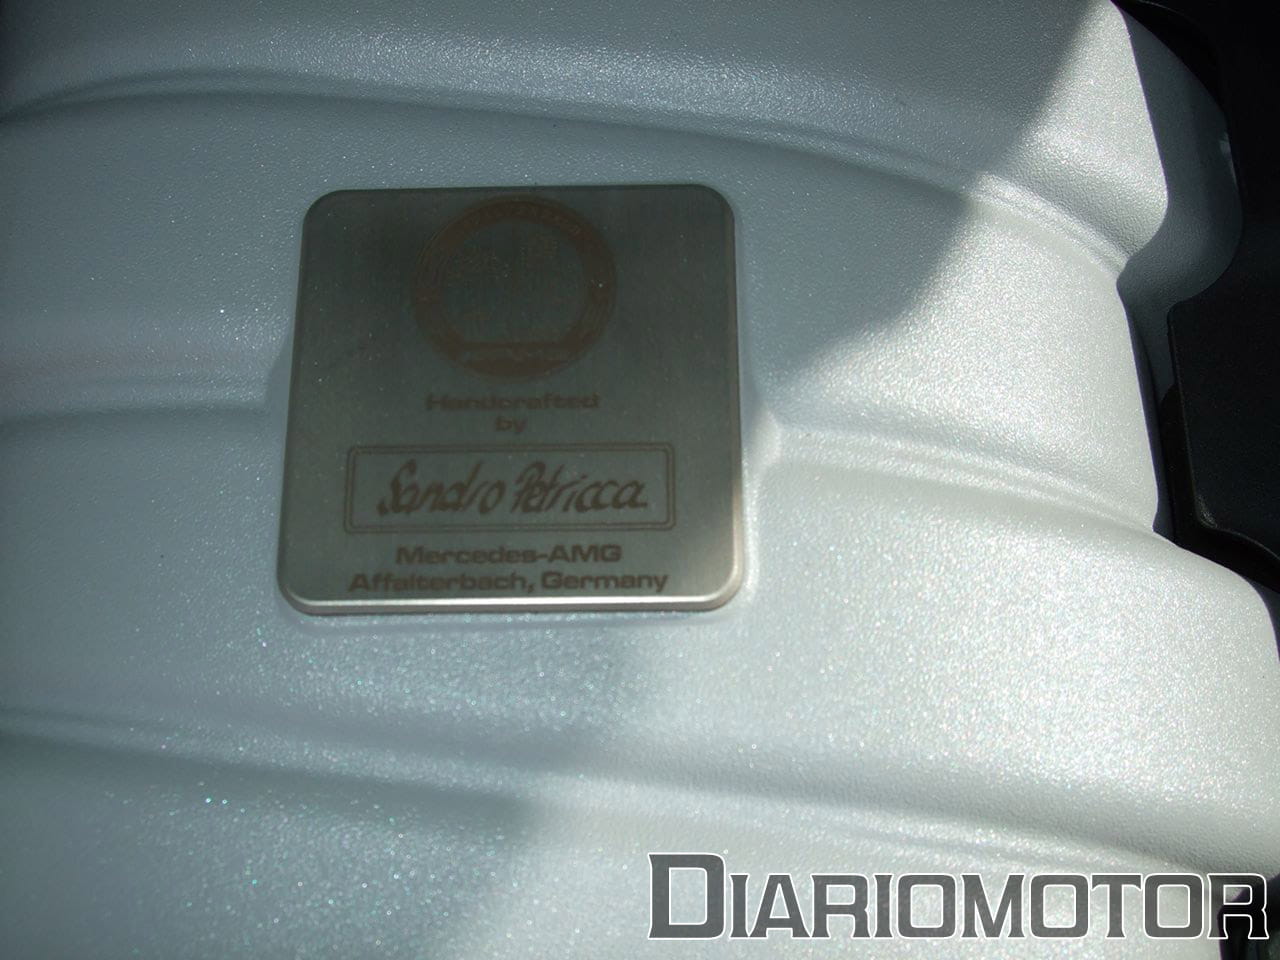 Handcrafted
by
Sandro Petricca
Mercedes-AMG
Affalterbach, Germany
DIARIOMOTOR